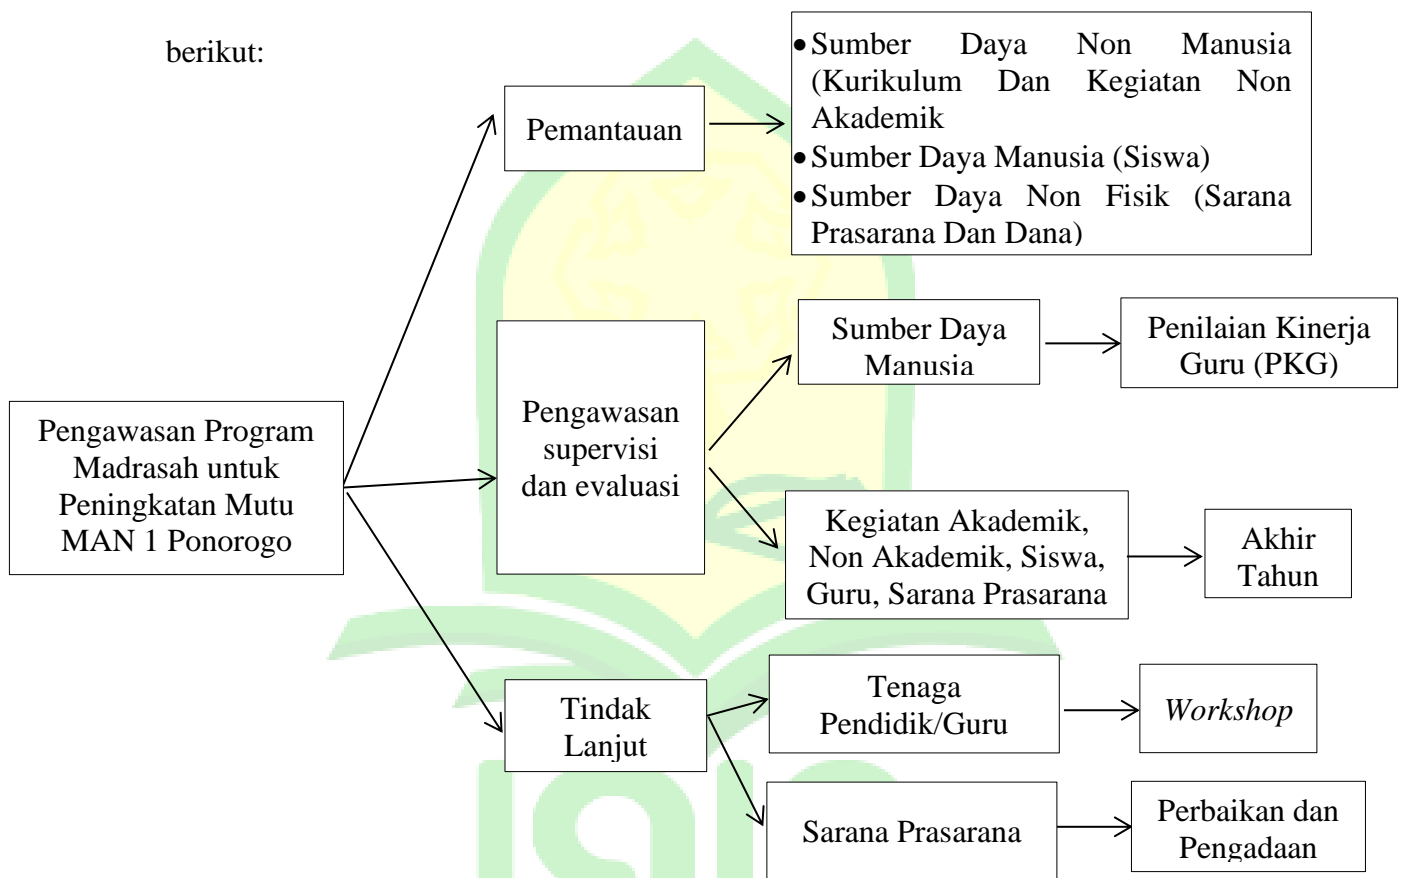 berikut:
Pemantauan
•Sumber Daya Non Manusia
(Kurikulum Dan Kegiatan Non
Akademik
•Sumber Daya Manusia (Siswa)
•Sumber Daya Non Fisik (Sarana
Prasarana Dan Dana)
Pengawasan Program
Madrasah untuk
Peningkatan Mutu
MAN 1 Ponorogo
Pengawasan
supervisi
dan evaluasi
Sumber Daya
Manusia
Penilaian Kinerja
Guru (PKG)
Kegiatan Akademik,
Non Akademik, Siswa,
Guru, Sarana Prasarana
Akhir
Tahun
Tindak
Lanjut
Tenaga
Pendidik/Guru
Workshop
Sarana Prasarana
Perbaikan dan
Pengadaan